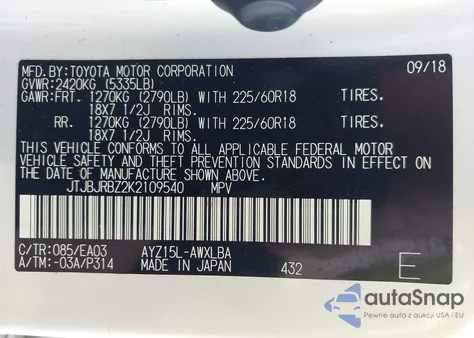 MFD.BY:TOYOTA MOTOR CORPORATION 09/18
GVWR:2420KG (5335LB)
GAWR:FRT. 1270KG (2790LB) WITH 225/60R18 TIRES.
18X7 1/2J RIMS.
RR. 1270KG (2790LB) WITH 225/60R18 TIRES.
18X7 1/2J RIMS.
THIS VEHICLE CONFORMS TO ALL APPLICABLE FEDERAL MOTOR
VEHICLE SAFETY AND THEFT PREVENTION STANDARDS IN EFFECT
ON THE DATE OF MANUFACTURE SHOWN ABOVE.
JTJBJRBZ2K2109540 MPV
C/TR:085/EA03 AYZ15L-AWXLBA
A/TM:-03A/P314 MADE IN JAPAN 432 E
autoSnap
Pewne auta z aukcji USA i EU